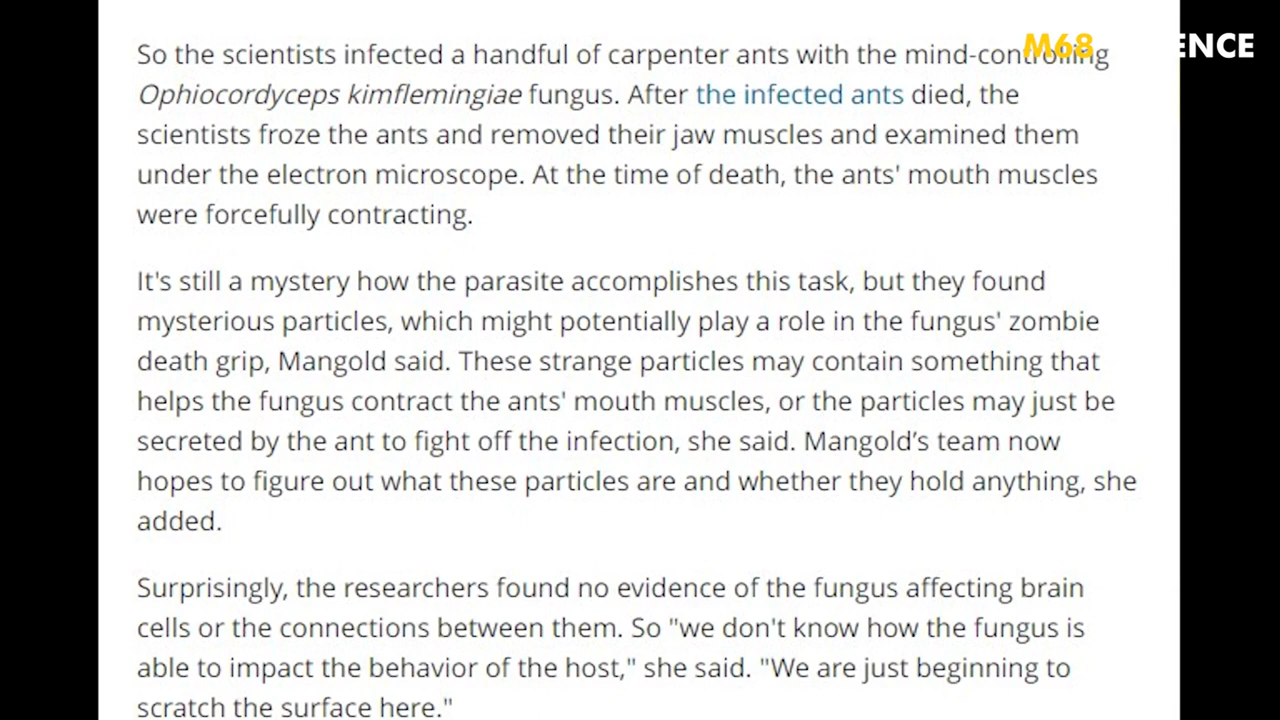 M68 ENCE
So the scientists infected a handful of carpenter ants with the mind-controlling
Ophiocordyceps kimflemingiae fungus. After the infected ants died, the
scientists froze the ants and removed their jaw muscles and examined them
under the electron microscope. At the time of death, the ants' mouth muscles
were forcefully contracting.
It's still a mystery how the parasite accomplishes this task, but they found
mysterious particles, which might potentially play a role in the fungus' zombie
death grip, Mangold said. These strange particles may contain something that
helps the fungus contract the ants' mouth muscles, or the particles may just be
secreted by the ant to fight off the infection, she said. Mangold’s team now
hopes to figure out what these particles are and whether they hold anything, she
added.
Surprisingly, the researchers found no evidence of the fungus affecting brain
cells or the connections between them. So "we don't know how the fungus is
able to impact the behavior of the host," she said. "We are just beginning to
scratch the surface here."